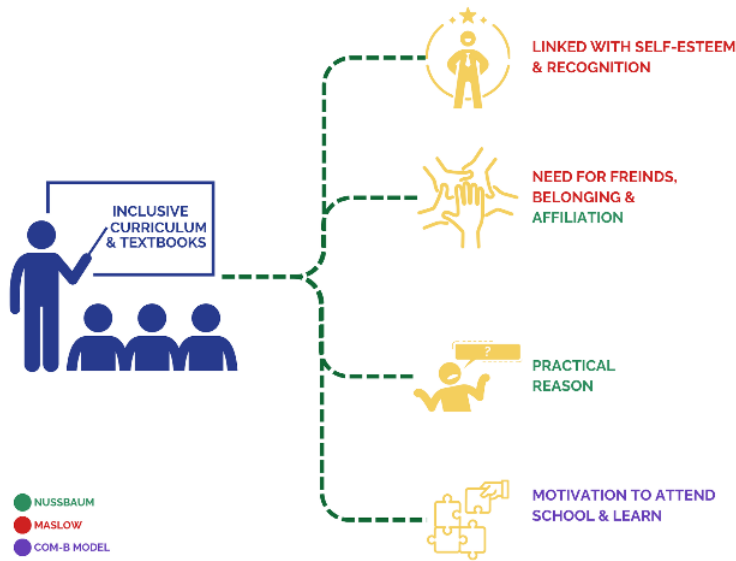 INCLUSIVE
CURRICULUM
& TEXTBOOKS
LINKED WITH SELF-ESTEEM
& RECOGNITION
NEED FOR FREINDS,
BELONGING &
AFFILIATION
?
PRACTICAL
REASON
MOTIVATION TO ATTEND
SCHOOL & LEARN
NUSSBAUM
MASLOW
COM-B MODEL